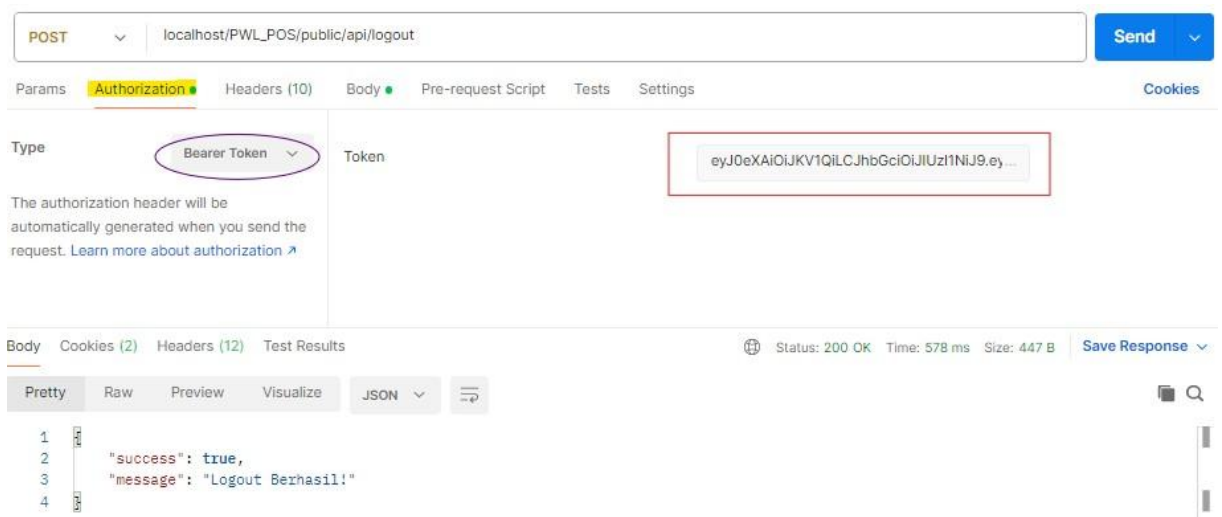 POST localhost/PWL_POS/public/api/logout Send
Params Authorization Headers (10) Body Pre-request Script Tests Settings Cookies
Type Bearer Token Token eyJ0eXAiOiJKV1QiLCJhbGciOiJIUzI1NiJ9.ey...
The authorization header will be
automatically generated when you send the
request. Learn more about authorization ↗
Body Cookies (2) Headers (12) Test Results Status: 200 OK Time: 578 ms Size: 447 B Save Response
Pretty Raw Preview Visualize JSON
1 {
2 "success": true,
3 "message": "Logout Berhasil!"
4 }